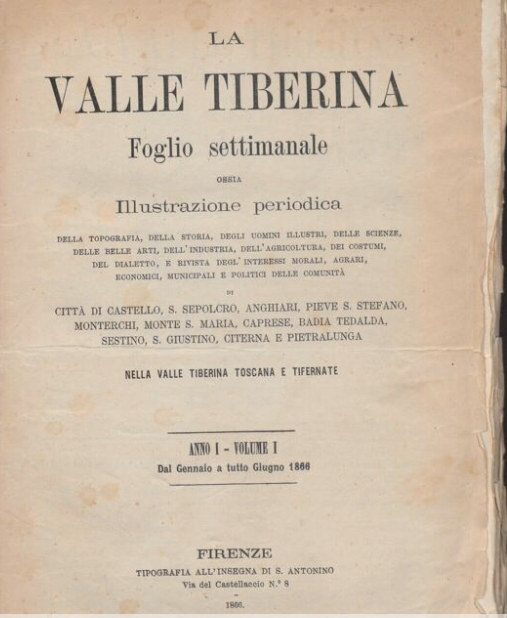 LA
VALLE TIBERINA
Foglio settimanale
OSSIA
Illustrazione periodica
DELLA TOPOGRAFIA, DELLA STORIA, DEGLI UOMINI ILLUSTRI, DELLE SCIENZE,
DELLE BELLE ARTI, DELL'INDUSTRIA, DELL'AGRICOLTURA, DEI COSTUMI,
DEL DIALETTO, E RIVISTA DEGL'INTERESSI MORALI, AGRARI,
ECONOMICI, MUNICIPALI E POLITICI DELLE COMUNITÀ
DI
CITTÀ DI CASTELLO, S. SEPOLCRO, ANGHIARI, PIEVE S. STEFANO,
MONTERCHI, MONTE S. MARIA, CAPRESE, BADIA TEDALDA,
SESTINO, S. GIUSTINO, CITERNA E PIETRALUNGA
NELLA VALLE TIBERINA TOSCANA E TIFERNATE
ANNO I - VOLUME I
Dal Gennaio a tutto Giugno 1866
FIRENZE
TIPOGRAFIA ALL'INSEGNA DI S. ANTONINO
Via del Castellaccio N.° 8
-
1866.